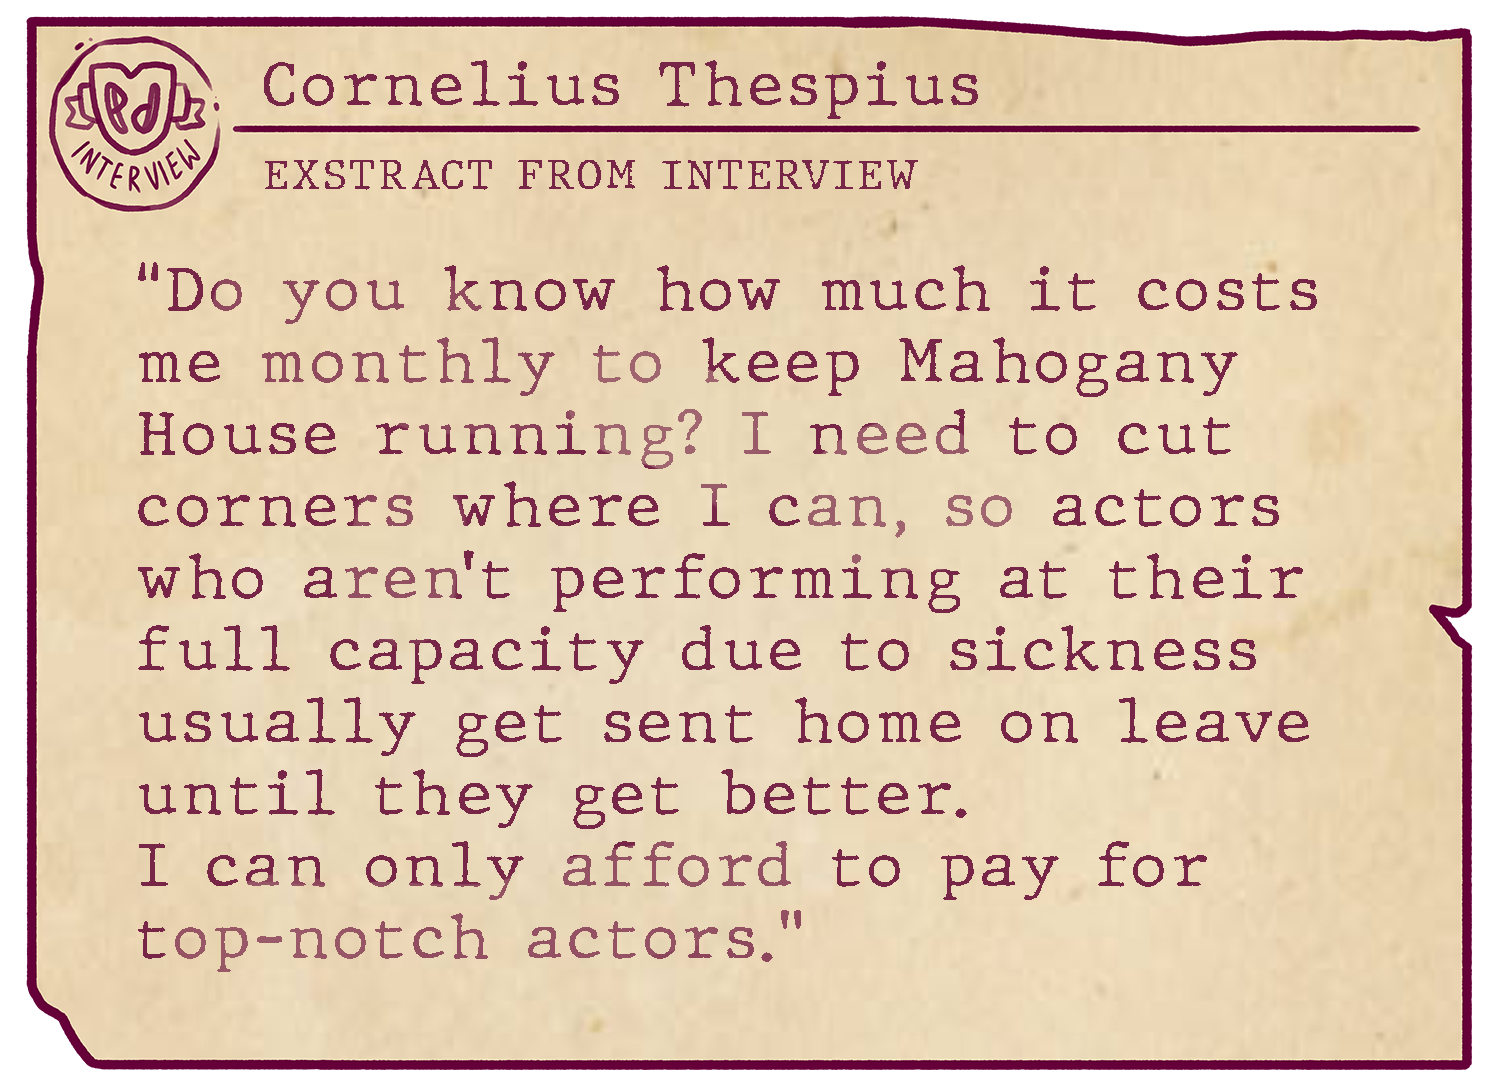 Pd
INTERVIEW
Cornelius Thespius
EXSTRACT FROM INTERVIEW
"Do you know how much it costs
me monthly to keep Mahogany
House running? I need to cut
corners where I can, so actors
who aren't performing at their
full capacity due to sickness
usually get sent home on leave
until they get better.
I can only afford to pay for
top-notch actors."